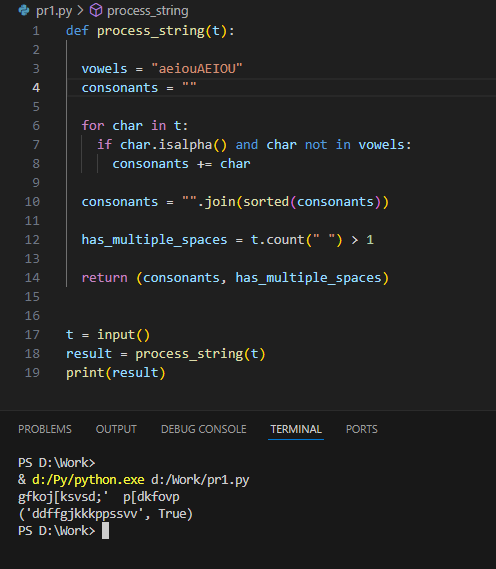 pr1.py > process_string
1 def process_string(t):
2
3   vowels = "aeiouAEIOU"
4   consonants = ""
5
6   for char in t:
7     if char.isalpha() and char not in vowels:
8       consonants += char
9
10   consonants = "".join(sorted(consonants))
11
12   has_multiple_spaces = t.count(" ") > 1
13
14   return (consonants, has_multiple_spaces)
15
16
17 t = input()
18 result = process_string(t)
19 print(result)
PROBLEMS OUTPUT DEBUG CONSOLE TERMINAL PORTS
PS D:\Work>
& d:/Py/python.exe d:/Work/pr1.py
gfkoj[ksvsd;'  p[dkfovp
('ddffgjkkkppssvv', True)
PS D:\Work>